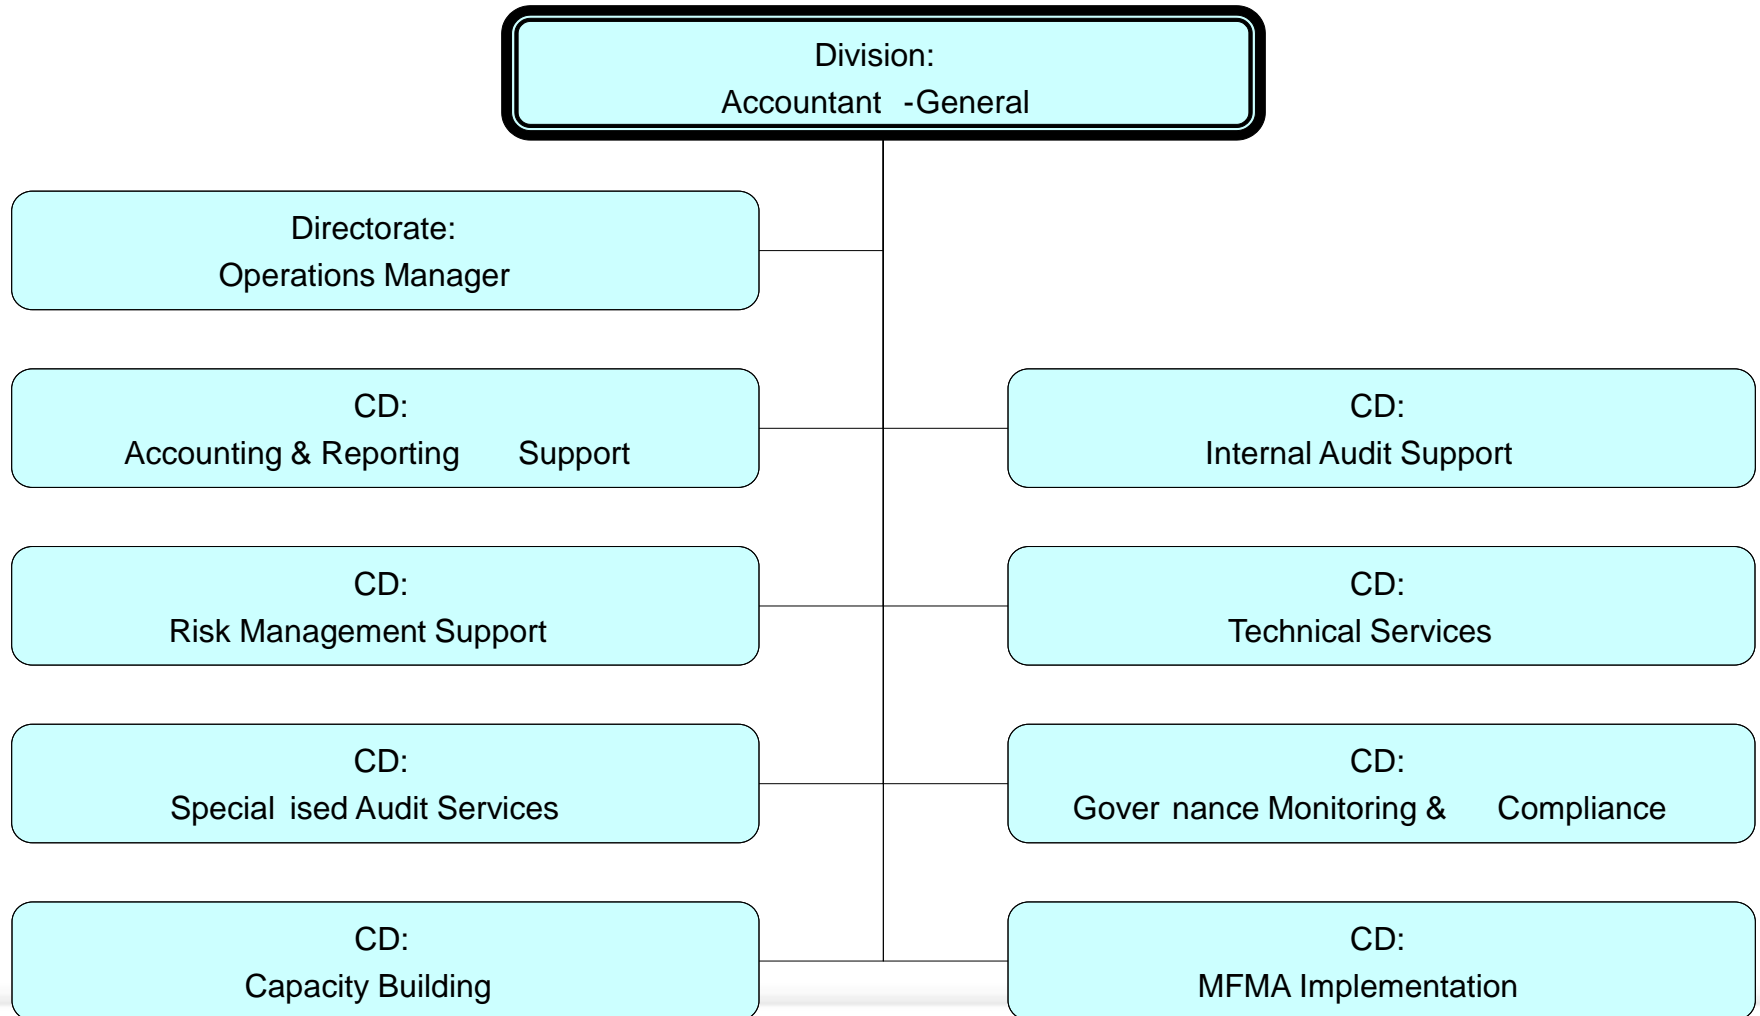 Division:
Accountant -General
Directorate:
Operations Manager
CD:
Accounting & Reporting Support
CD:
Internal Audit Support
CD:
Risk Management Support
CD:
Technical Services
CD:
Special ised Audit Services
CD:
Gover nance Monitoring & Compliance
CD:
Capacity Building
CD:
MFMA Implementation